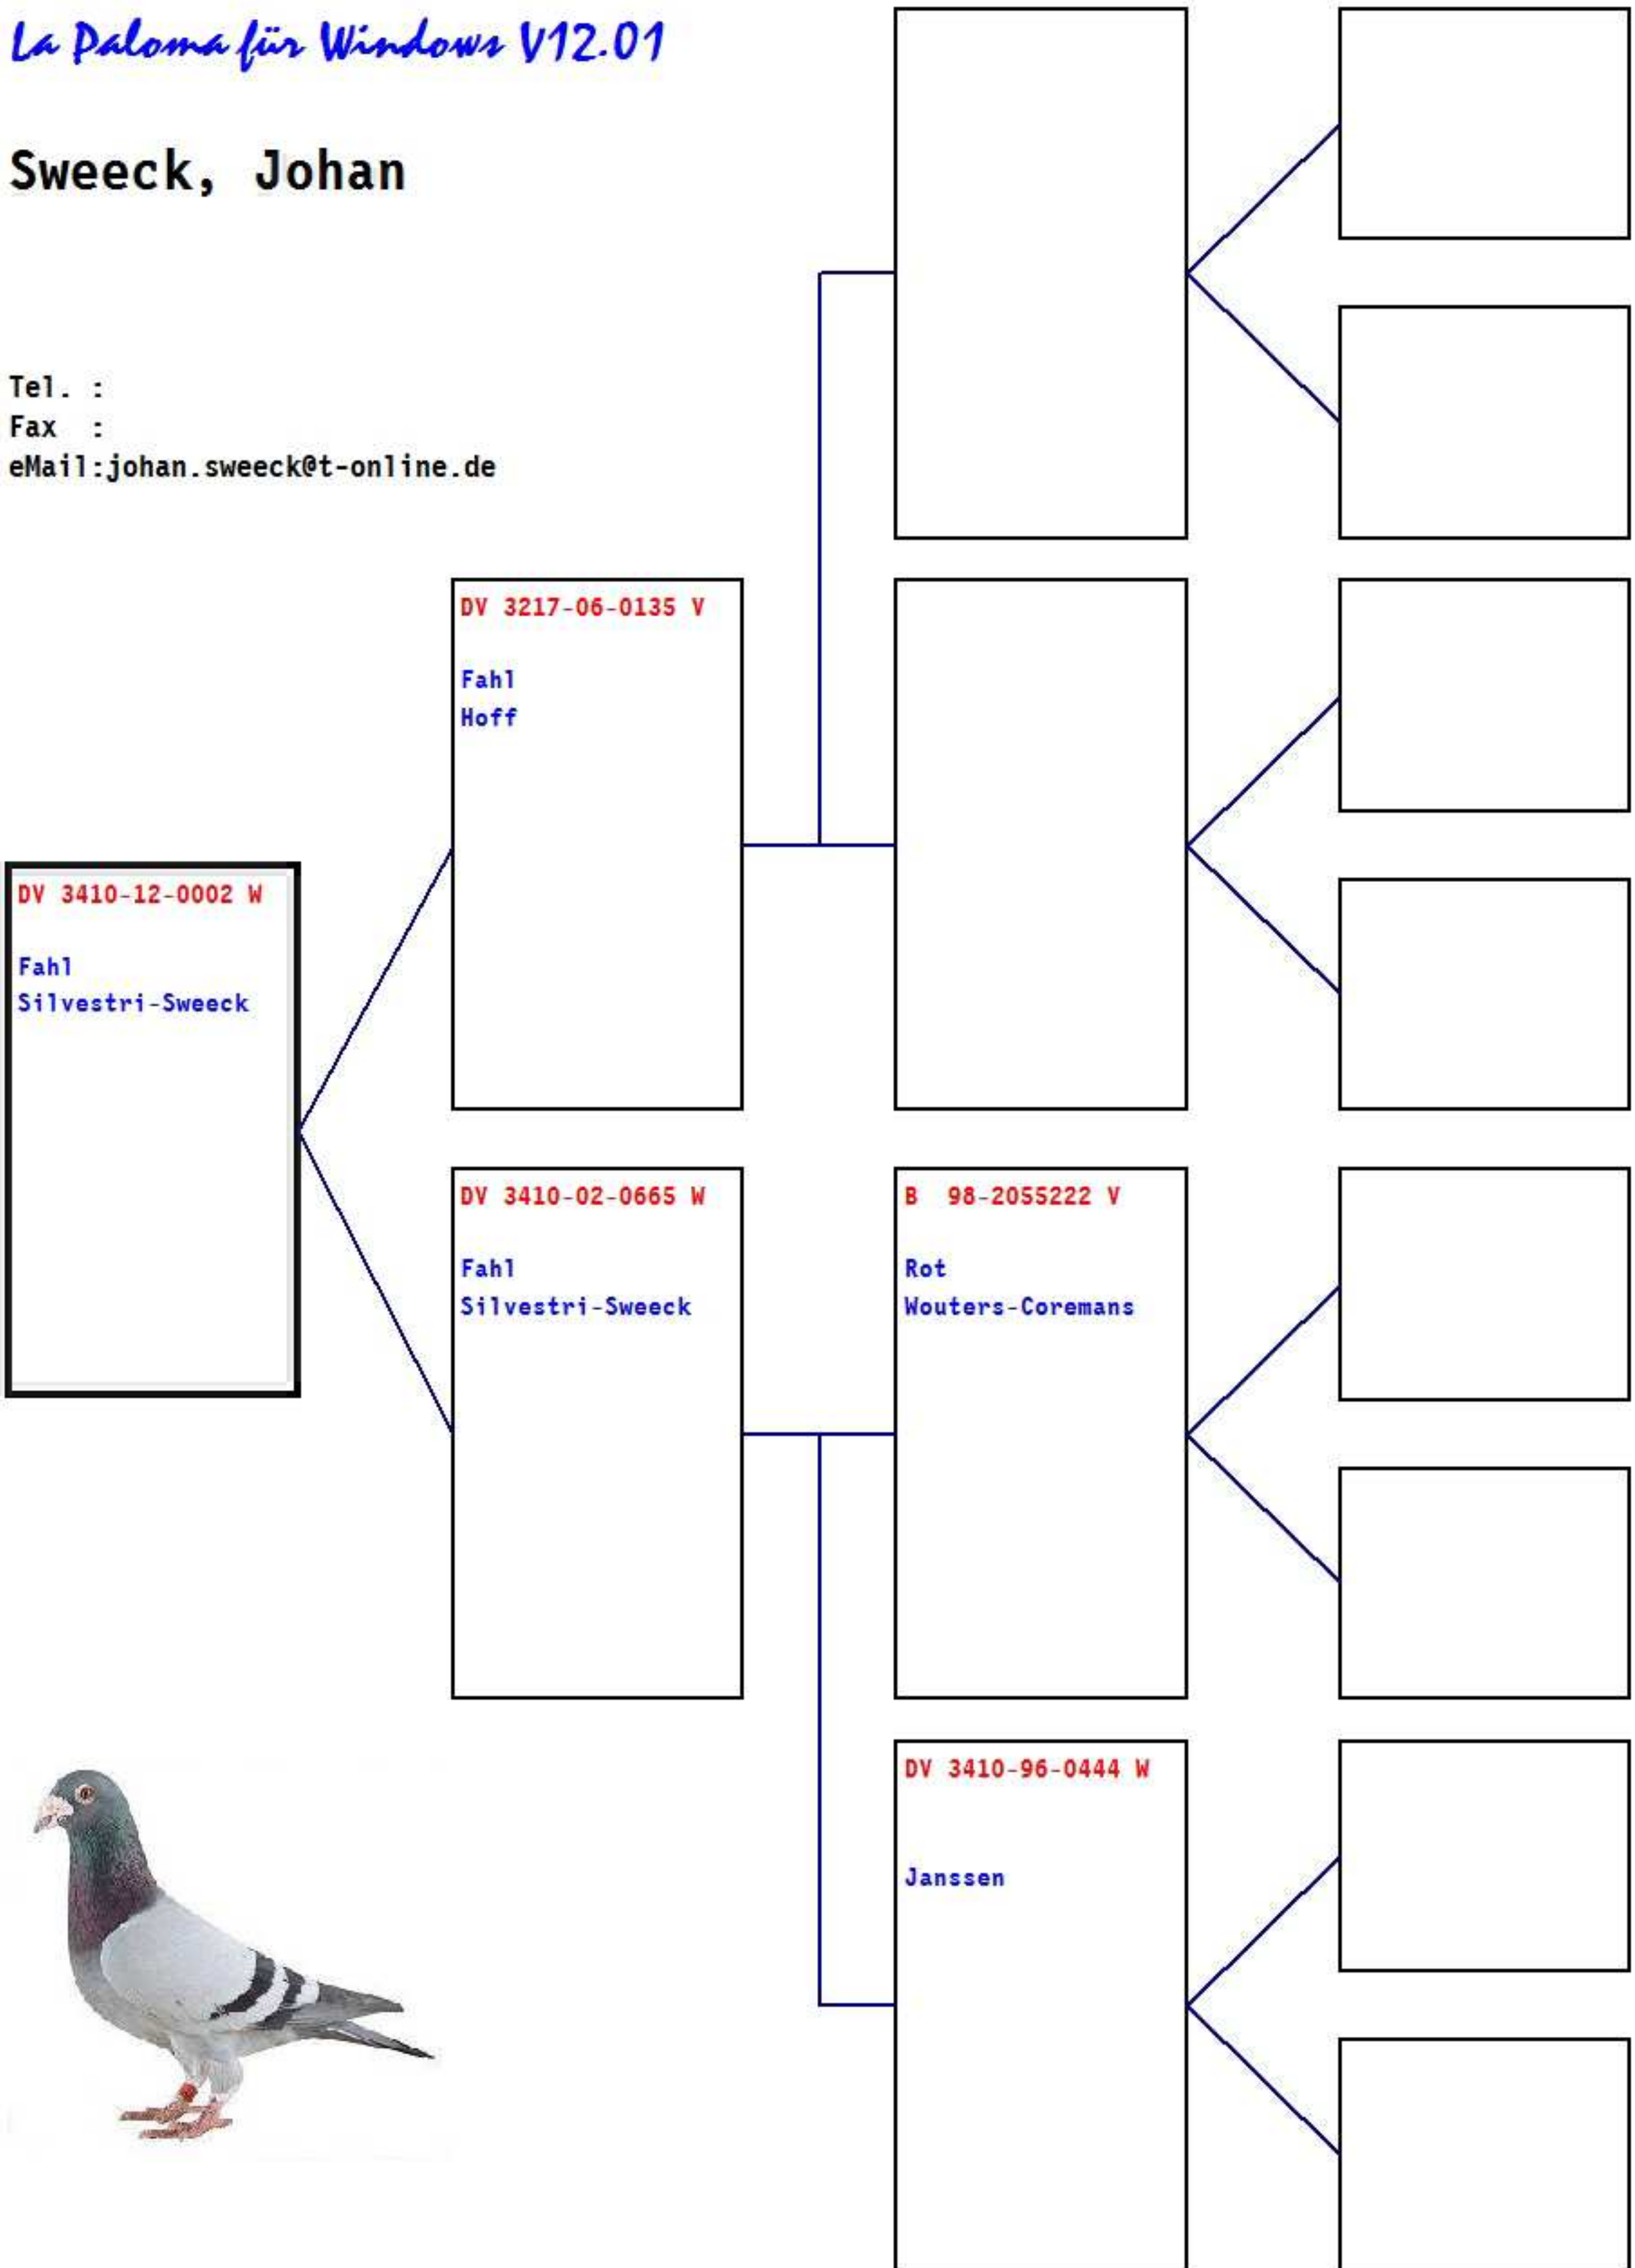 La Paloma für Windows V12.01
Sweeck, Johan
Tel. :
Fax :
eMail:johan.sweeck@t-online.de
DV 3410-12-0002 W
Fahl
Silvestri-Sweeck
DV 3217-06-0135 V
Fahl
Hoff
DV 3410-02-0665 W
Fahl
Silvestri-Sweeck
B 98-2055222 V
Rot
Wouters-Coremans
DV 3410-96-0444 W
Janssen